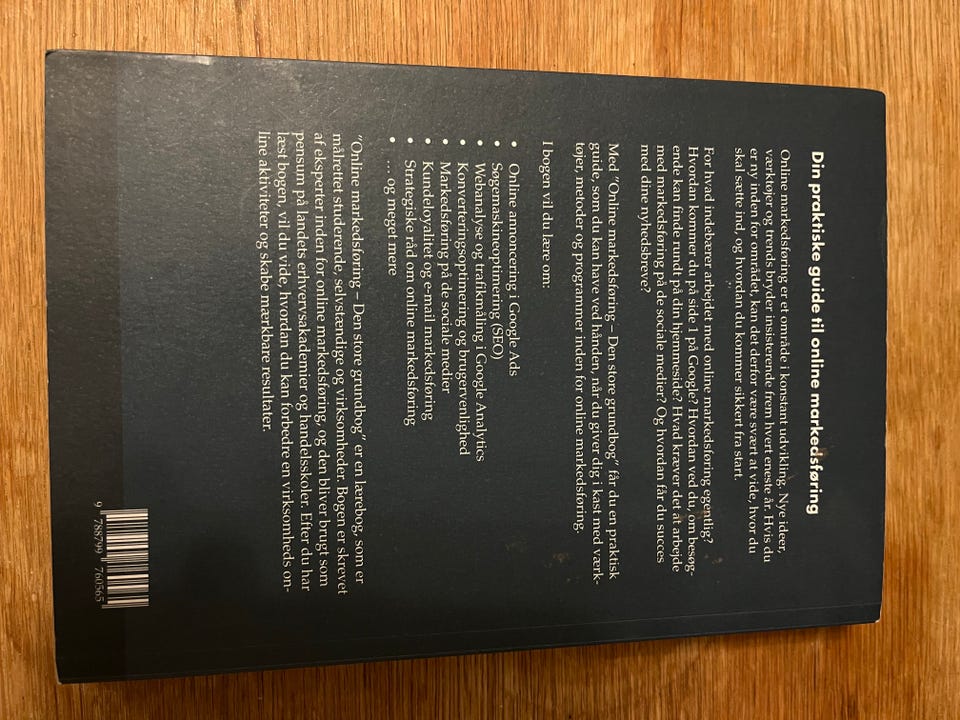 Din praktiske guide til online markedsføring
Online markedsføring er et område i konstant udvikling. Nye ideer,
værktøjer og trends bryder insisterende frem hvert eneste år. Hvis du
er ny inden for området, kan det derfor være svært at vide, hvor du
skal sætte ind, og hvordan du kommer sikkert fra start.
For hvad indebærer arbejdet med online markedsføring egentlig?
Hvordan kommer du på side 1 på Google? Hvordan ved du, om besøg-
ende kan finde rundt på din hjemmeside? Hvad kræver det at arbejde
med markedsføing på de sociale medier? Og hvordan får du succes
med dine nyhedsbreve?
Med "Online markedsføring – Den store grundbog" får du en praktisk
guide, som du kan have ved hånden, når du giver dig i kast med værk-
tøjer, metoder og programmer inden for online markedsføring.
I bogen vil du lære om:
• Online annoncering i Google Ads
• Søgemaskineoptimering (SEO)
• Webanalyse og trafikmåling i Google Analytics
• Konverteringsoptimering og brugervenlighed
• Markedsføring på de sociale medier
• Kundeloyalitet og e-mail markedsføring
• Strategiske råd om online markedsføring
• ... og meget mere
"Online markedsføring – Den store grundbog" er en lærebog, som er
målrettet studerende, selvstændige og virksomheder. Bogen er skrevet
af eksperter inden for online markedsføring, og den bliver brugt som
pensum på landets erhvervsakademier og handelsskoler. Efter du har
læst bogen, vil du vide, hvordan du kan forbedre en virksomheds on-
line aktiviteter og skabe mærkbare resultater.
9 788799 760565